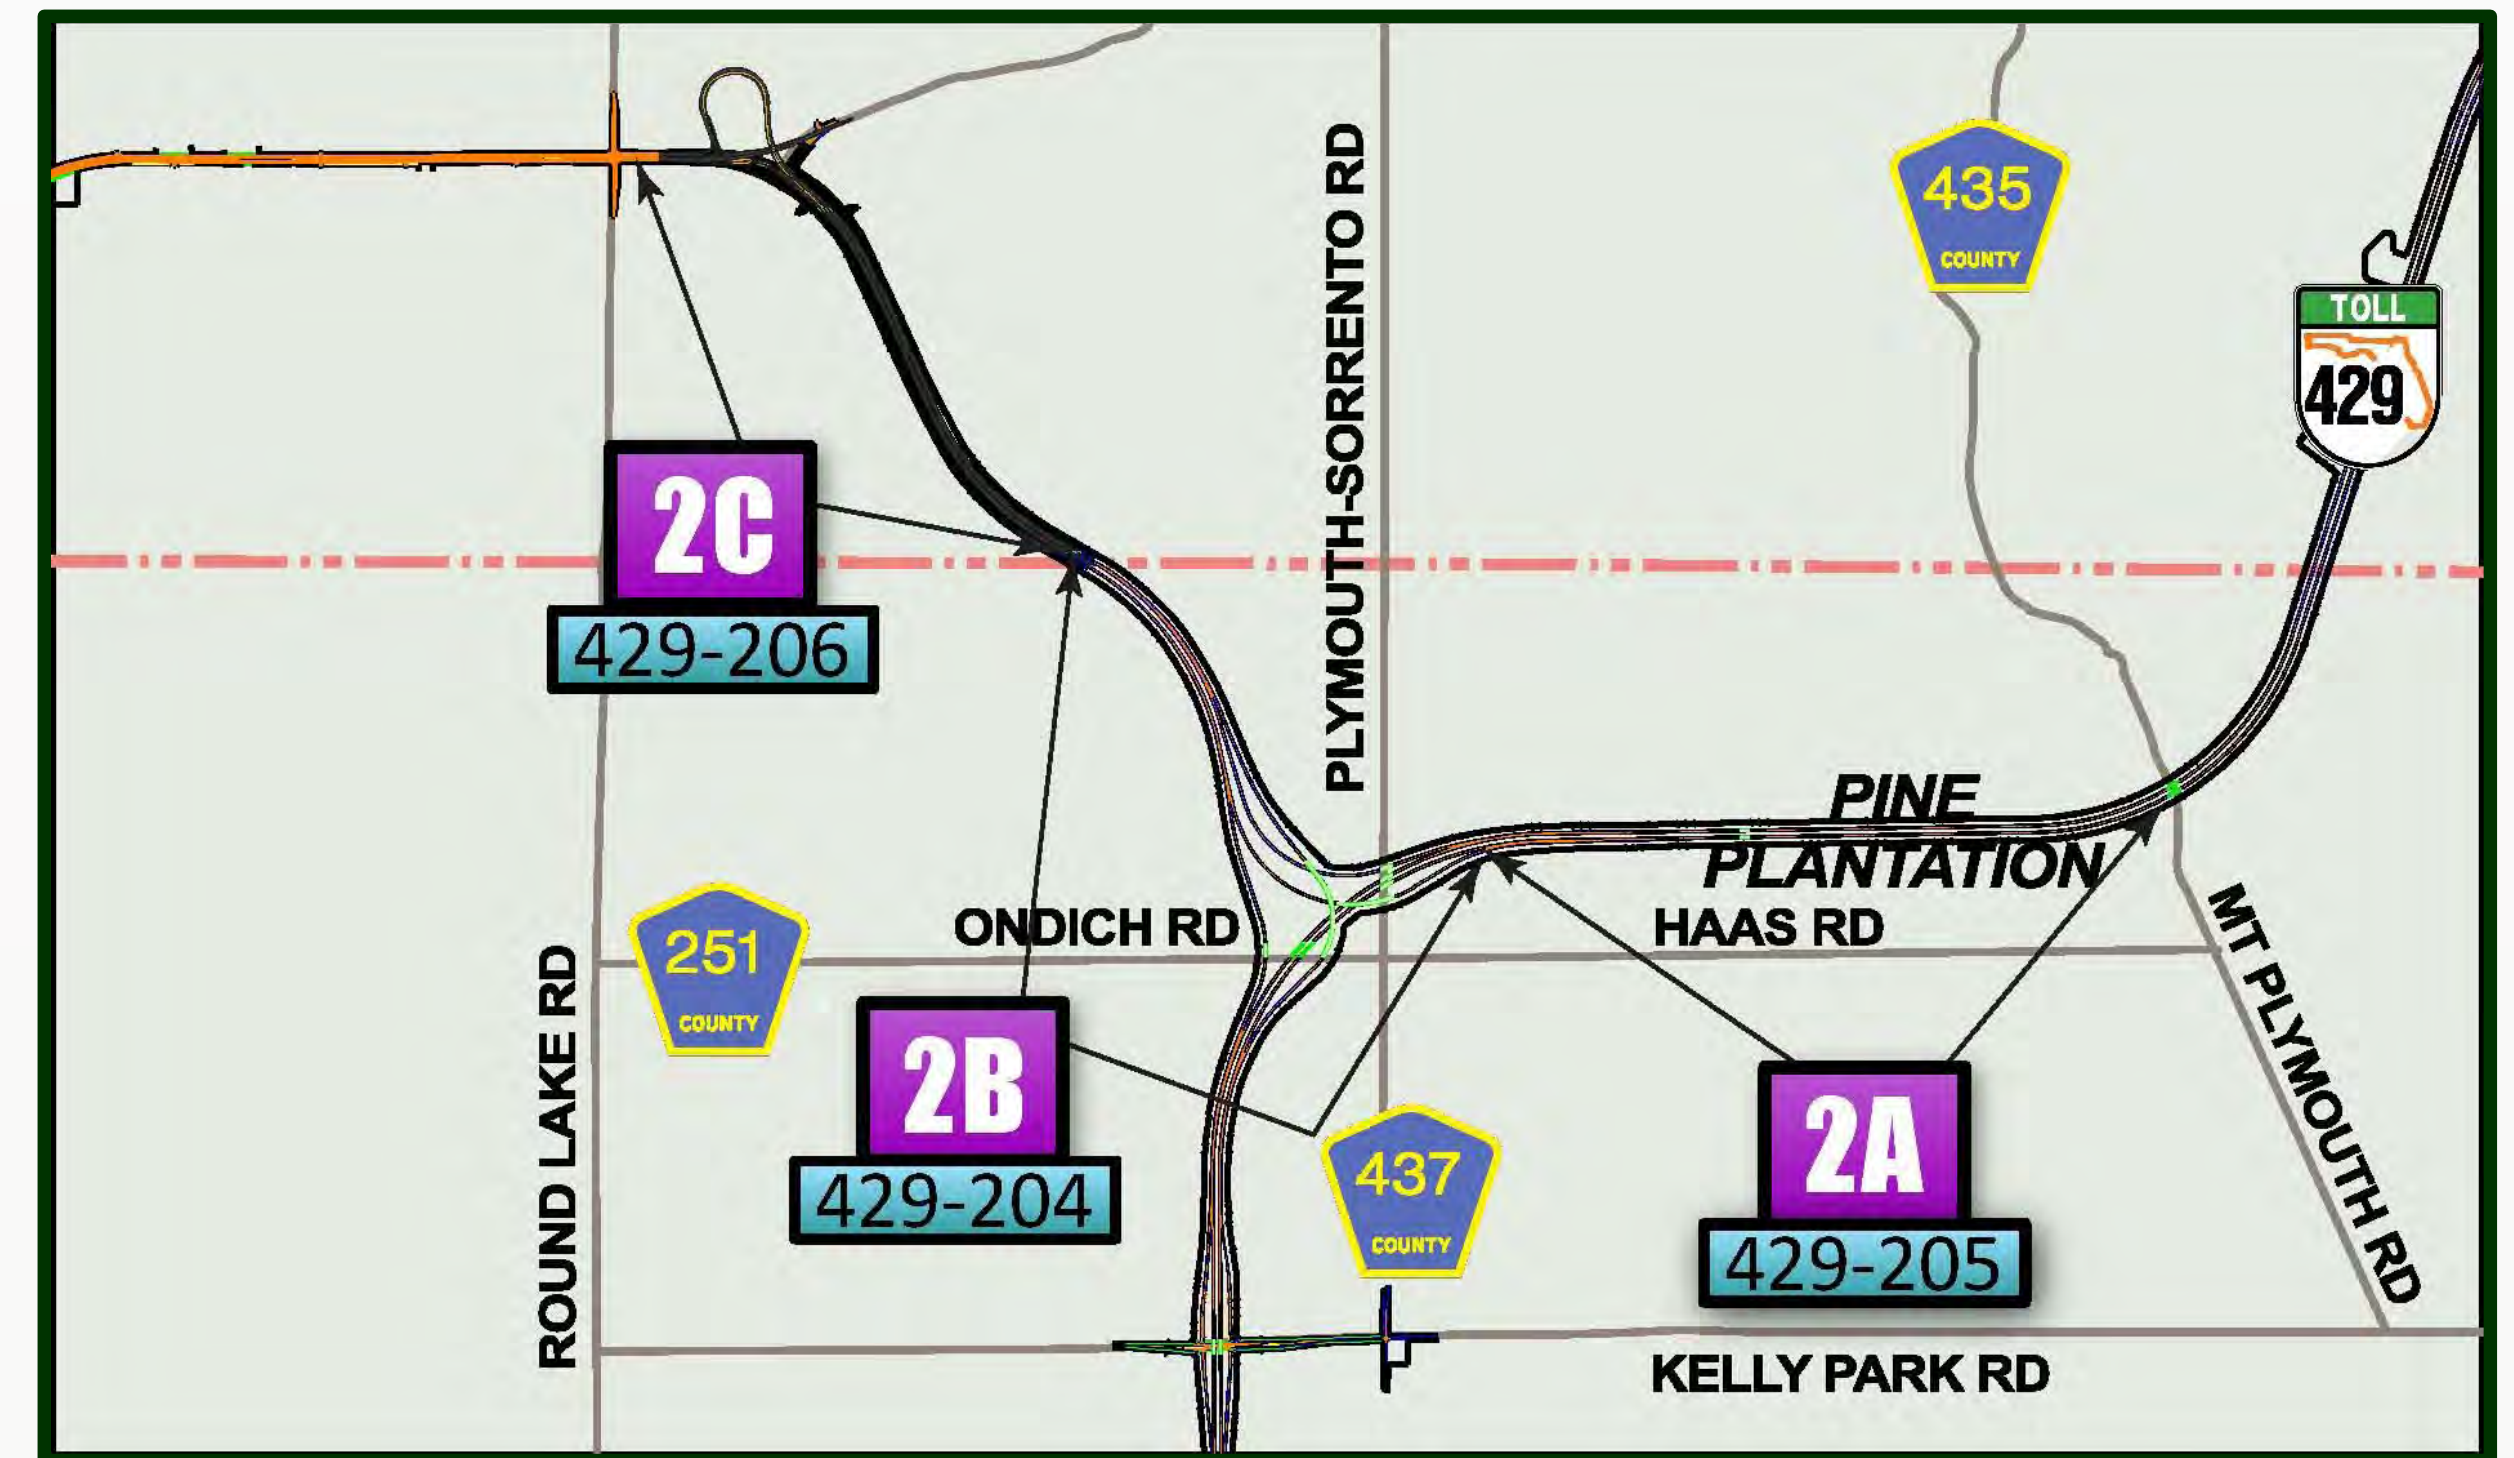 PLYMOUTH-SORRENTO RD
435
COUNTY
TOLL
429
2C
429-206
PINE
PLANTATION
ONDICH RD
HAAS RD
251
COUNTY
ROUND LAKE RD
MT PLYMOUTH RD
2B
429-204
437
COUNTY
2A
429-205
KELLY PARK RD